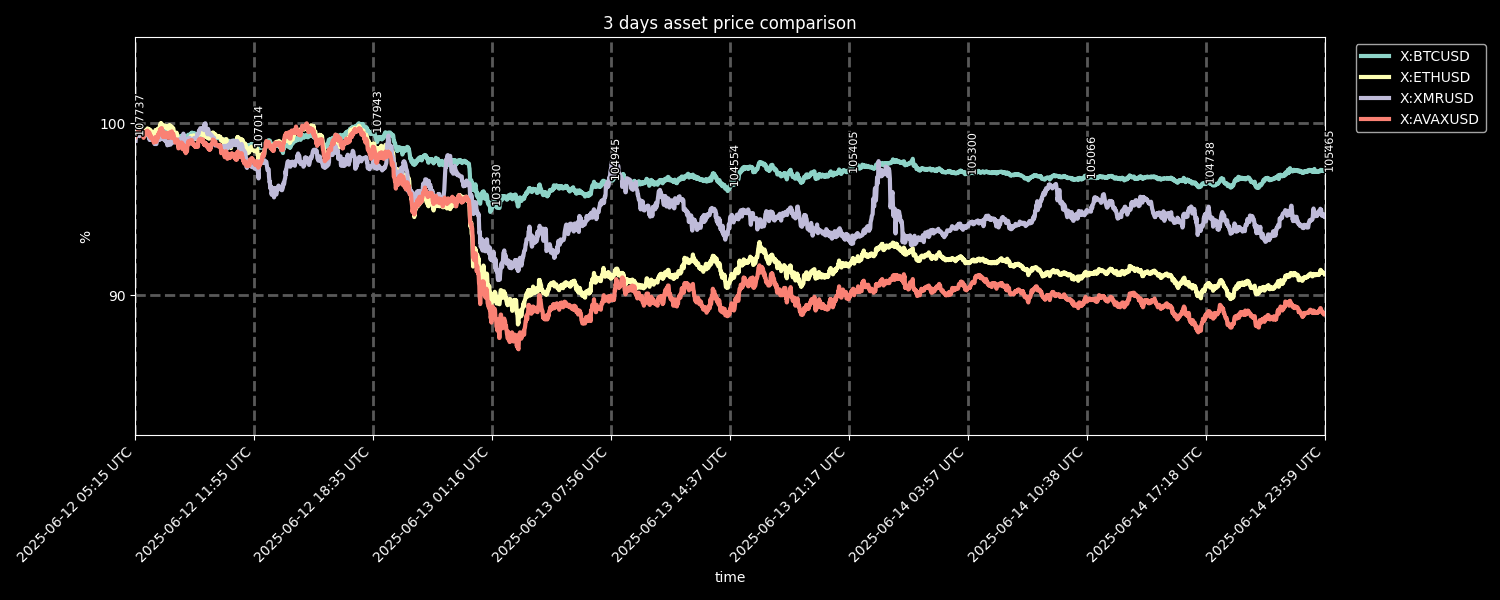 3 days asset price comparison
X:BTCUSD
X:ETHUSD
X:XMRUSD
X:AVAXUSD
%
100
90
107737
107014
107943
103330
104945
104554
105405
105300
105066
104738
105465
2025-06-12 05:15 UTC
2025-06-12 11:55 UTC
2025-06-12 18:35 UTC
2025-06-13 01:16 UTC
2025-06-13 07:56 UTC
2025-06-13 14:37 UTC
2025-06-13 21:17 UTC
2025-06-14 03:57 UTC
2025-06-14 10:38 UTC
2025-06-14 17:18 UTC
2025-06-14 23:59 UTC
time